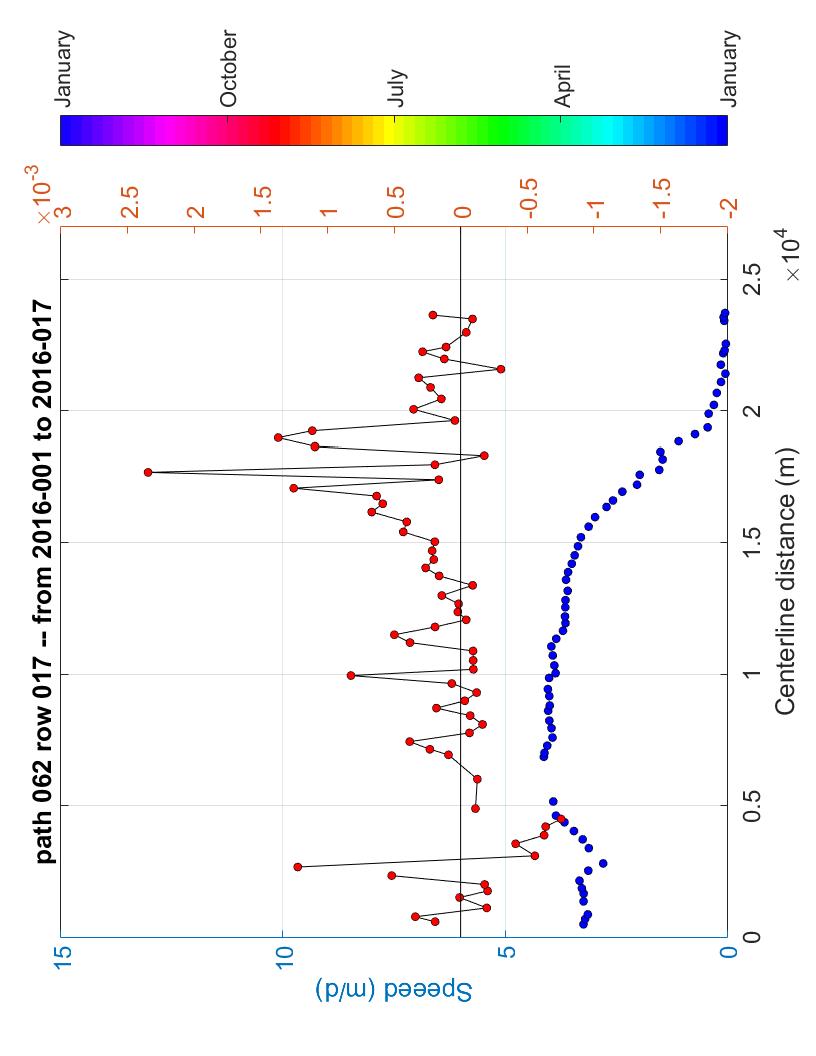 path 062 row 017 -- from 2016-001 to 2016-017
×10-3
15
10
5
0
Speeed (m/d)
3
2.5
2
1.5
1
0.5
0
-0.5
-1
-1.5
-2
0
0.5
1
1.5
2
2.5
×10 4
Centerline distance (m)
January
October
July
April
January